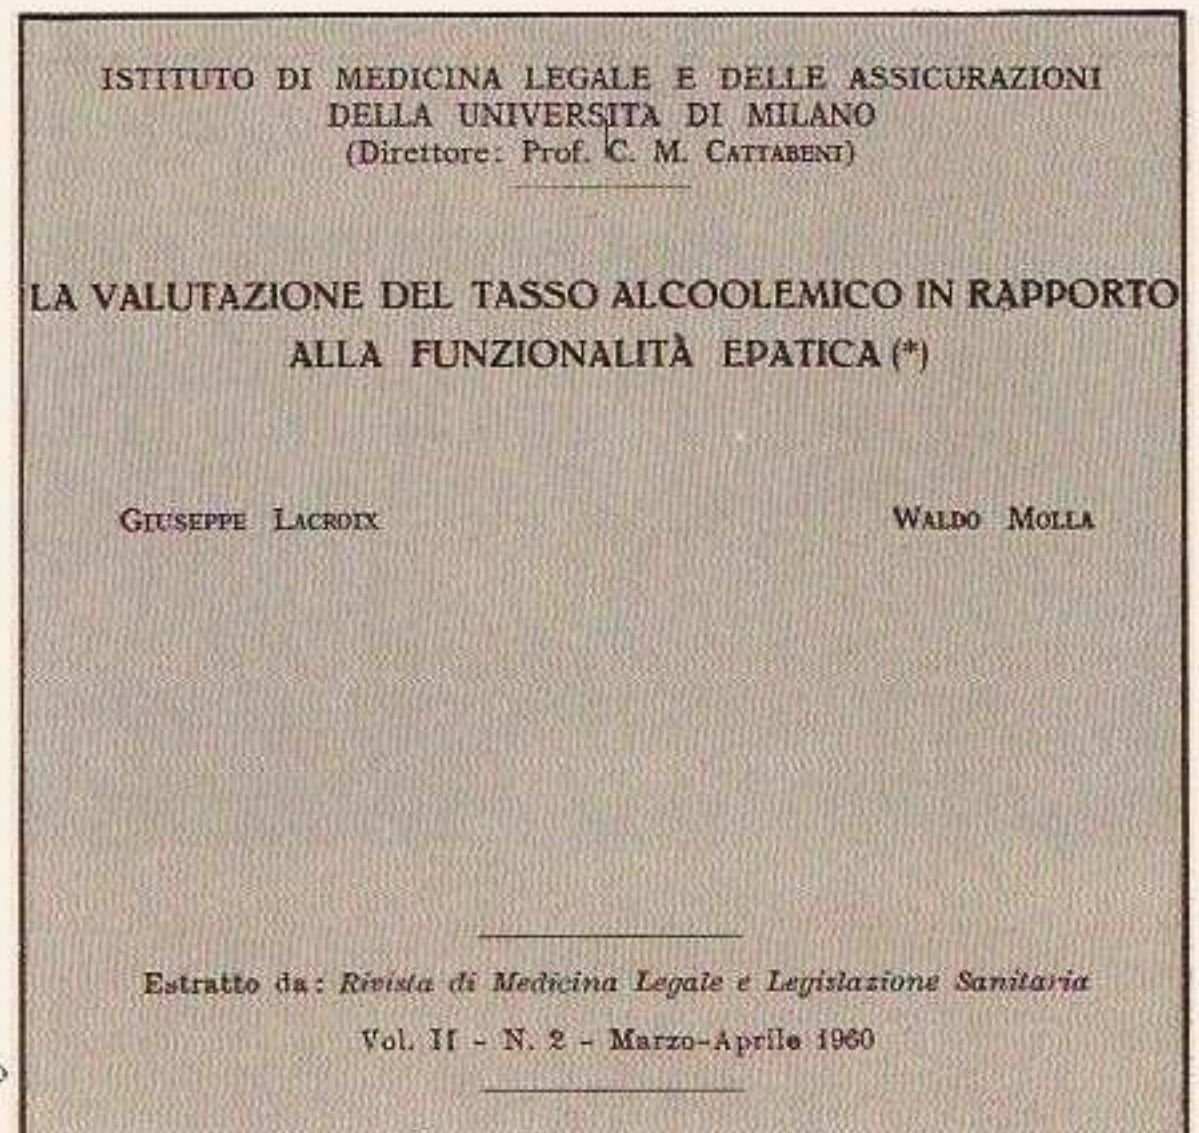 ISTITUTO DI MEDICINA LEGALE E DELLE ASSICURAZIONI
DELLA UNIVERSITA DI MILANO
(Direttore: Prof. C. M. CATTABENI)
LA VALUTAZIONE DEL TASSO ALCOOLEMICO IN RAPPORTO
ALLA FUNZIONALITÀ EPATICA (*)
GIUSEPPE LACROIX WALDO MOLLA
Estratto da: Rivista di Medicina Legale e Legislazione Sanitaria
Vol. II - N. 2 - Marzo-Aprile 1960